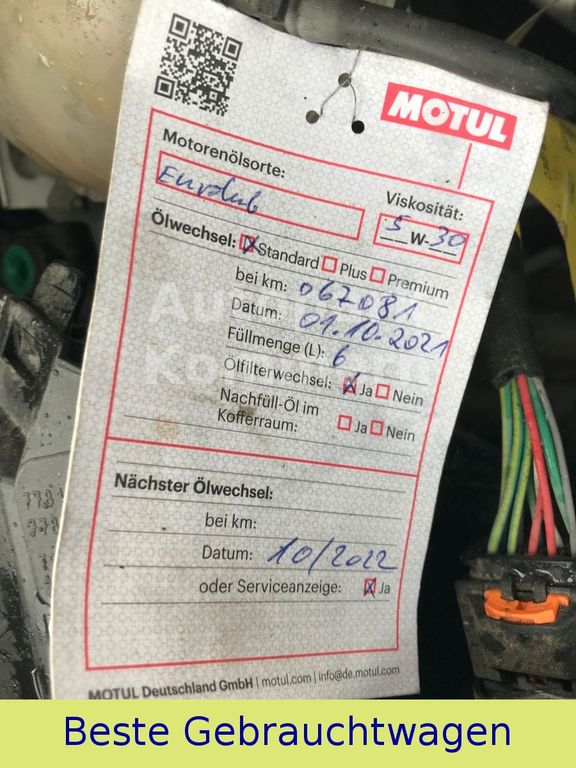 MOTUL
Motorenölsorte:
Eurolub
Viskosität:
5W-30
Ölwechsel: Standard Plus Premium
bei km: 067081
Datum: 01.10.2021
Füllmenge (L): 6
Ölfilterwechsel: Ja Nein
Nachfüll-Öl im
Kofferraum: Ja Nein
Nächster Ölwechsel:
bei km:
Datum: 10/2022
oder Serviceanzeige: Ja
MOTUL Deutschland GmbH | motul.com | info@de.motul.com
Beste Gebrauchtwagen